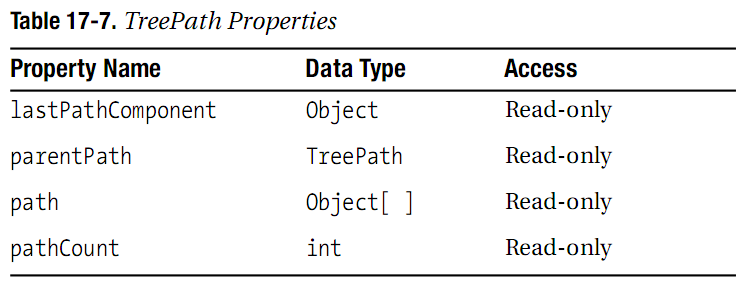 Table 17-7. TreePath Properties
Property Name Data Type Access
lastPathComponent Object Read-only
parentPath TreePath Read-only
path Object[ ] Read-only
pathCount int Read-only